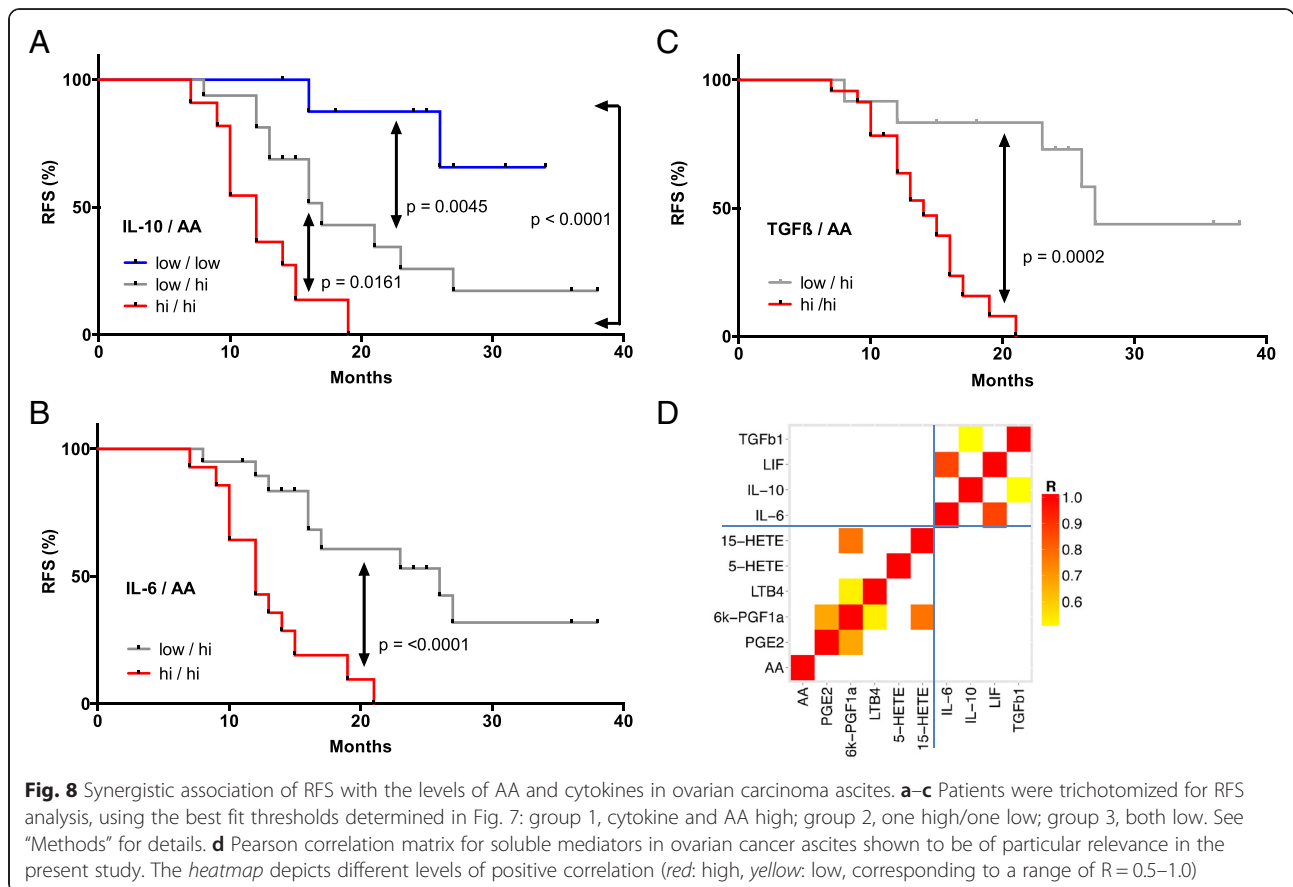 A
100
50
0
RFS (%)
IL-10 / AA
low / low
low / hi
hi / hi
p = 0.0045
p = 0.0161
p < 0.0001
0 10 20 30 40
Months
B
100
50
0
RFS (%)
IL-6 / AA
low / hi
hi / hi
p = <0.0001
0 10 20 30 40
Months
C
100
50
0
RFS (%)
TGFß / AA
low / hi
hi /hi
p = 0.0002
0 10 20 30 40
Months
D
TGFb1
LIF
IL-10
IL-6
15-HETE
5-HETE
LTB4
6k-PGF1a
PGE2
AA
AA PGE2 6k-PGF1a LTB4 5-HETE 15-HETE IL-6 IL-10 LIF TGFb1
R
1.0
0.9
0.8
0.7
0.6
Fig. 8 Synergistic association of RFS with the levels of AA and cytokines in ovarian carcinoma ascites. a–c Patients were trichotomized for RFS
analysis, using the best fit thresholds determined in Fig. 7: group 1, cytokine and AA high; group 2, one high/one low; group 3, both low. See
“Methods” for details. d Pearson correlation matrix for soluble mediators in ovarian cancer ascites shown to be of particular relevance in the
present study. The heatmap depicts different levels of positive correlation (red: high, yellow: low, corresponding to a range of R = 0.5–1.0)